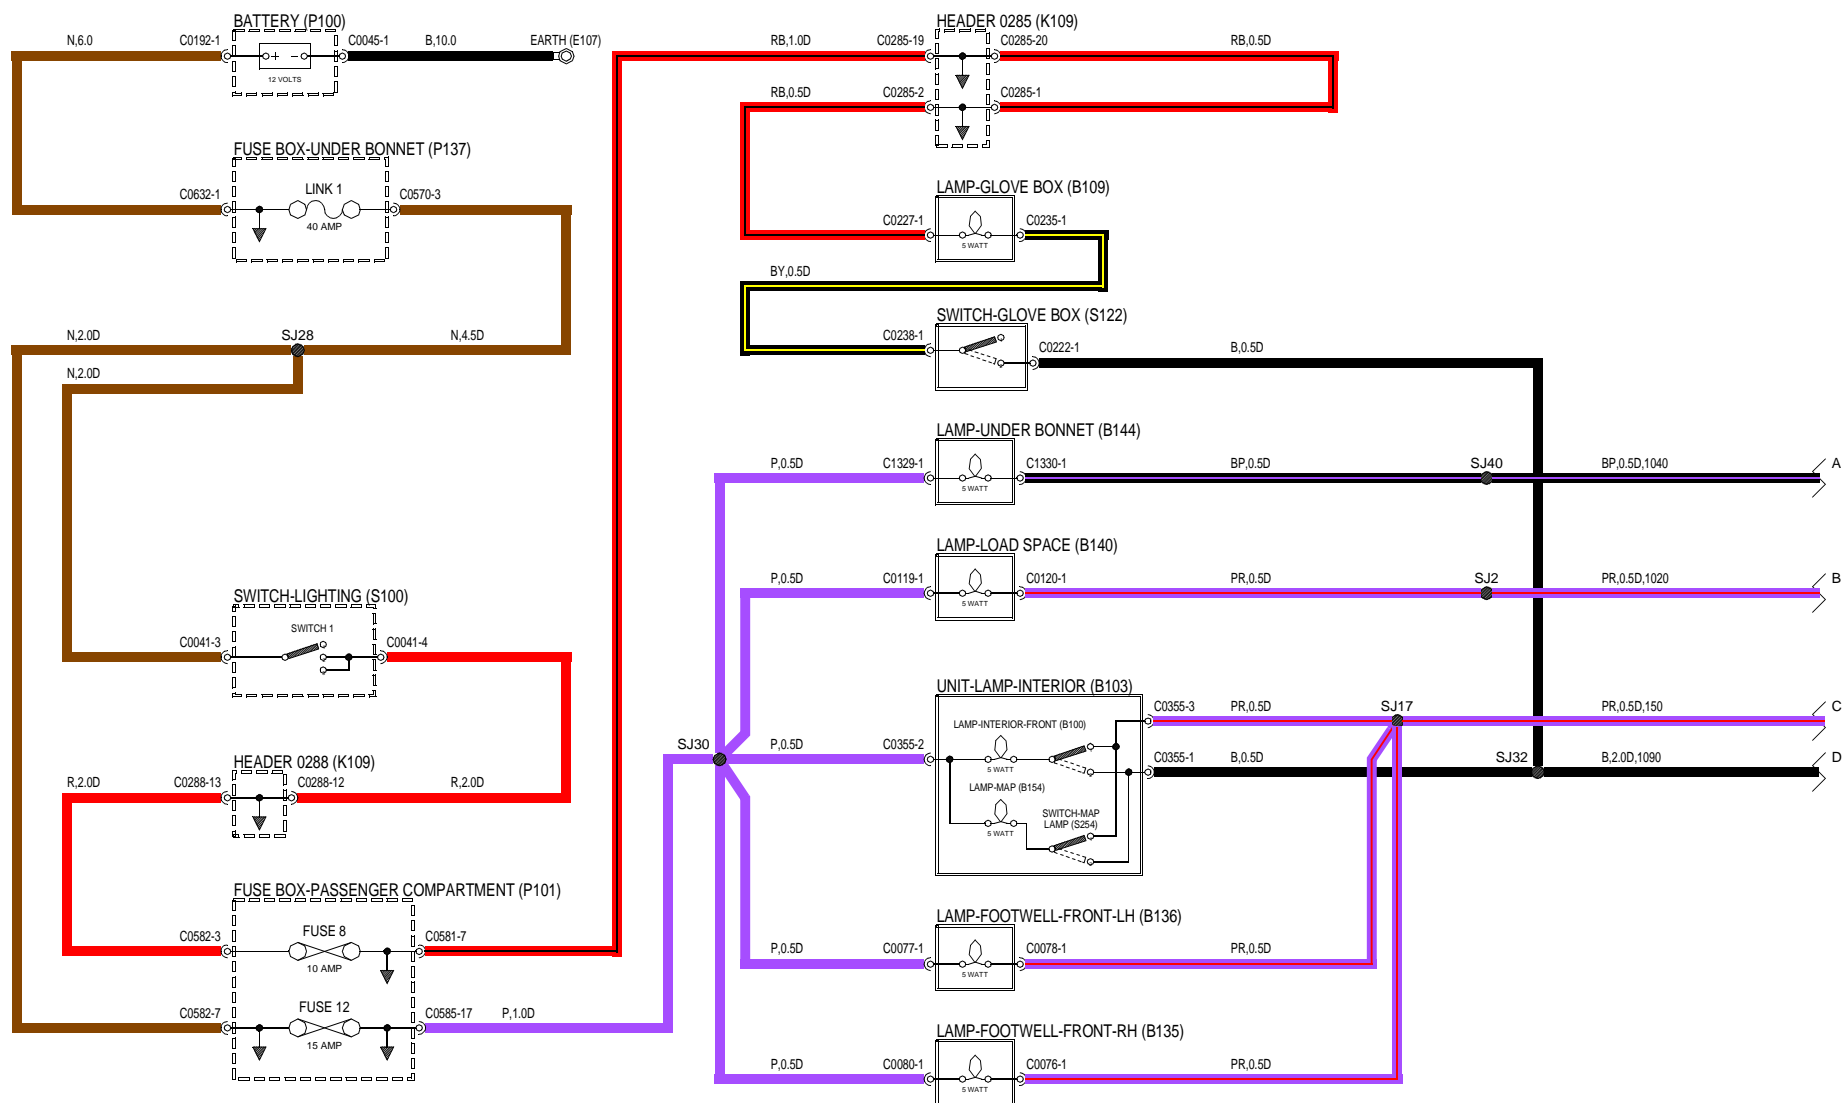 BATTERY (P100)
N,6.0
C0192-1
C0045-1
B,10.0
EARTH (E107)
+ -
12 VOLTS
FUSE BOX-UNDER BONNET (P137)
LINK 1
C0632-1
C0570-3
40 AMP
N,2.0D
SJ28
N,4.5D
N,2.0D
SWITCH-LIGHTING (S100)
SWITCH 1
C0041-3
C0041-4
HEADER 0288 (K109)
R,2.0D
C0288-13
C0288-12
R,2.0D
FUSE BOX-PASSENGER COMPARTMENT (P101)
FUSE 8
C0582-3
C0581-7
10 AMP
FUSE 12
C0582-7
C0585-17
P,1.0D
15 AMP
HEADER 0285 (K109)
RB,1.0D
C0285-19
C0285-20
RB,0.5D
RB,0.5D
C0285-2
C0285-1
LAMP-GLOVE BOX (B109)
C0227-1
C0235-1
5 WATT
BY,0.5D
SWITCH-GLOVE BOX (S122)
C0238-1
C0222-1
B,0.5D
LAMP-UNDER BONNET (B144)
P,0.5D
C1329-1
C1330-1
BP,0.5D
SJ40
BP,0.5D,1040
A
5 WATT
LAMP-LOAD SPACE (B140)
P,0.5D
C0119-1
C0120-1
PR,0.5D
SJ2
PR,0.5D,1020
B
5 WATT
UNIT-LAMP-INTERIOR (B103)
C0355-3
PR,0.5D
SJ17
PR,0.5D,150
C
LAMP-INTERIOR-FRONT (B100)
SJ30
P,0.5D
C0355-2
5 WATT
C0355-1
B,0.5D
SJ32
B,2.0D,1090
D
LAMP-MAP (B154)
SWITCH-MAP
LAMP (S254)
5 WATT
LAMP-FOOTWELL-FRONT-LH (B136)
P,0.5D
C0077-1
C0078-1
PR,0.5D
5 WATT
LAMP-FOOTWELL-FRONT-RH (B135)
P,0.5D
C0080-1
C0076-1
PR,0.5D
5 WATT